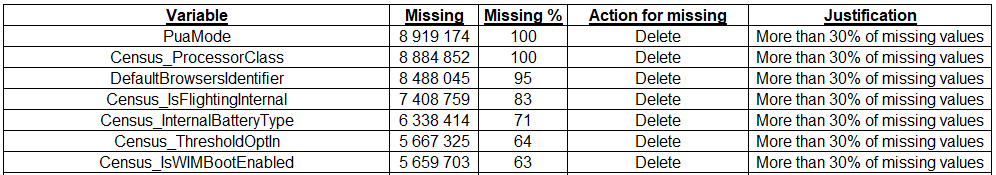 Variable Missing Missing % Action for missing Justification
PuaMode 8 919 174 100 Delete More than 30% of missing values
Census_ProcessorClass 8 884 852 100 Delete More than 30% of missing values
DefaultBrowsersIdentifier 8 488 045 95 Delete More than 30% of missing values
Census_IsFlightingInternal 7 408 759 83 Delete More than 30% of missing values
Census_InternalBatteryType 6 338 414 71 Delete More than 30% of missing values
Census_ThresholdOptIn 5 667 325 64 Delete More than 30% of missing values
Census_IsWIMBootEnabled 5 659 703 63 Delete More than 30% of missing values